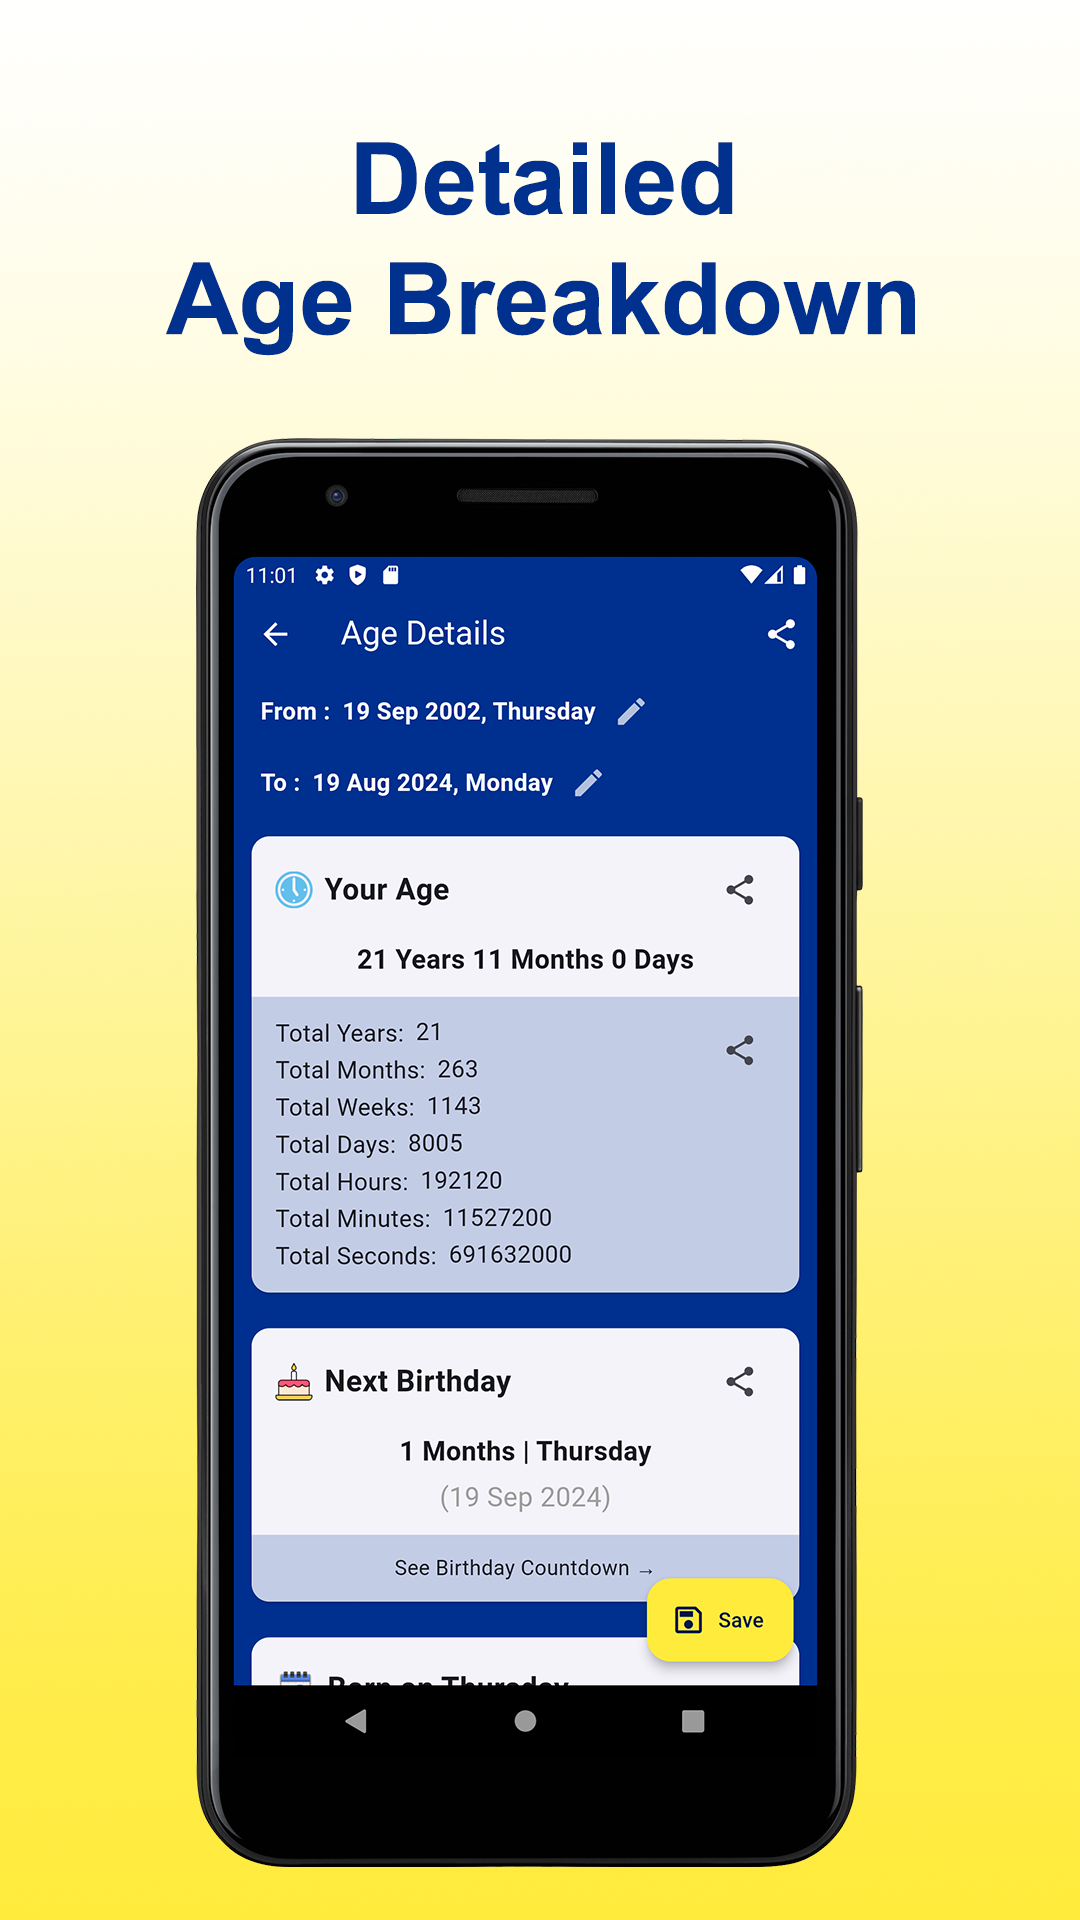 Detailed
Age Breakdown
11:01
Age Details
From : 19 Sep 2002, Thursday
To : 19 Aug 2024, Monday
Your Age
21 Years 11 Months 0 Days
Total Years: 21
Total Months: 263
Total Weeks: 1143
Total Days: 8005
Total Hours: 192120
Total Minutes: 11527200
Total Seconds: 691632000
Next Birthday
1 Months | Thursday
(19 Sep 2024)
See Birthday Countdown →
Save
Born on Thursday